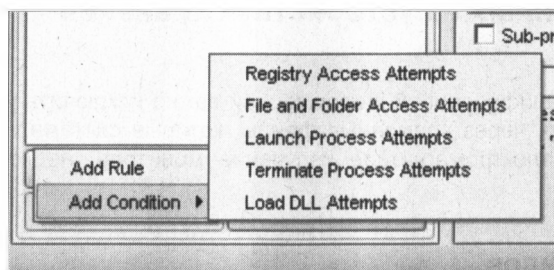 Sub-pr
Registry Access Attempts
File and Folder Access Attempts
Launch Process Attempts
Add Rule
Terminate Process Attempts
Add Condition
Load DLL Attempts